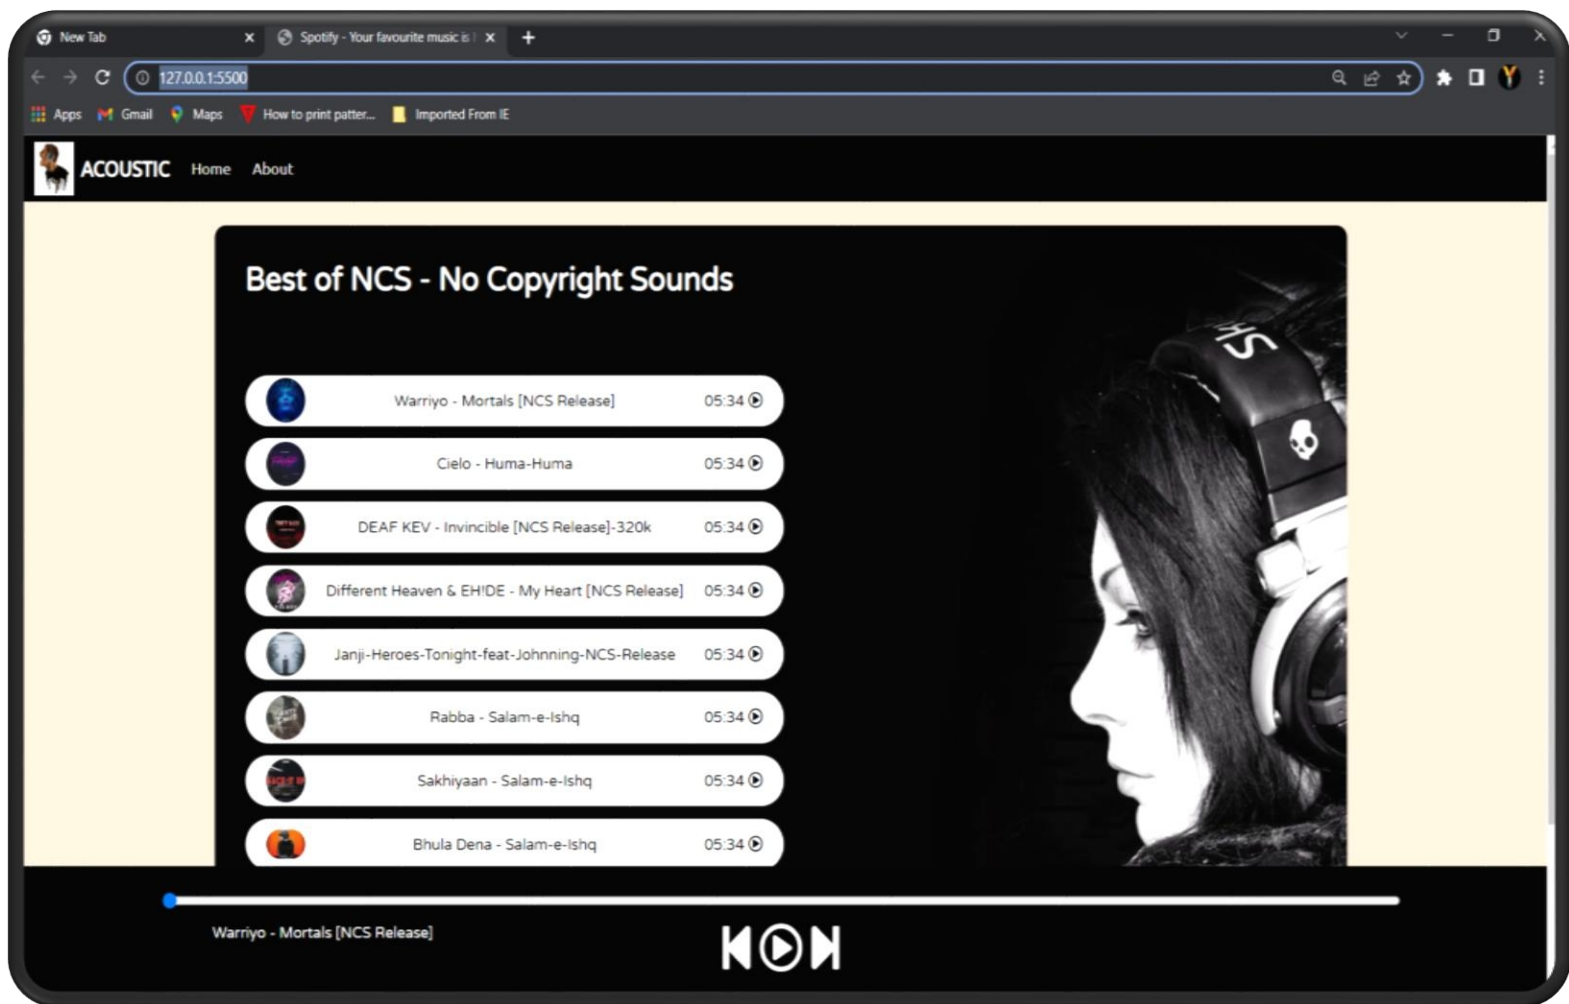 New Tab
Spotify - Your favourite music is
127.0.0.1:5500
Apps Gmail Maps How to print patter... Imported From IE
ACOUSTIC Home About
Best of NCS - No Copyright Sounds
Warriyo - Mortals [NCS Release] 05:34
Cielo - Huma-Huma 05:34
DEAF KEV - Invincible [NCS Release]-320k 05:34
Different Heaven & EH!DE - My Heart [NCS Release] 05:34
Janji-Heroes-Tonight-feat-Johnning-NCS-Release 05:34
Rabba - Salam-e-Ishq 05:34
Sakhiyaan - Salam-e-Ishq 05:34
Bhula Dena - Salam-e-Ishq 05:34
Warriyo - Mortals [NCS Release]